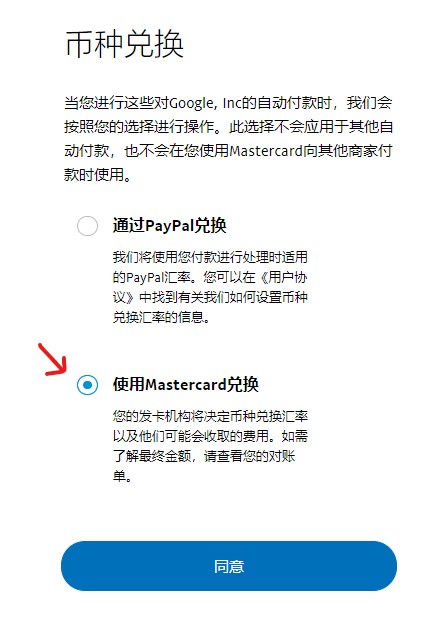 币种兑换
当您进行这些对Google, Inc的自动付款时，我们会
按照您的选择进行操作。此选择不会应用于其他自
动付款，也不会在您使用Mastercard向其他商家付
款时使用。
通过PayPal兑换
我们将使用您付款进行处理时适用
的PayPal汇率。您可以在《用户协
议》中找到有关我们如何设置币种
兑换汇率的信息。
使用Mastercard兑换
您的发卡机构将决定币种兑换汇率
以及他们可能会收取的费用。如需
了解最终金额，请查看您的对账
单。
同意